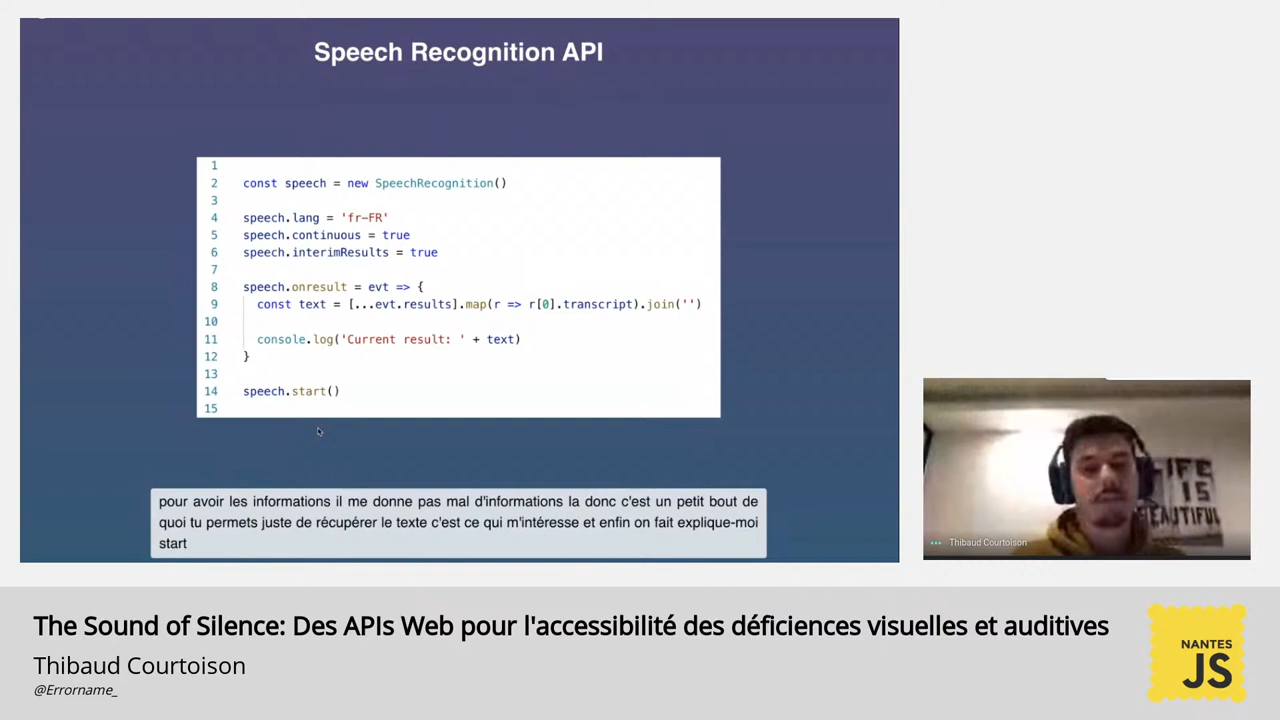 Speech Recognition API
1
2 const speech = new SpeechRecognition()
3
4 speech.lang = 'fr-FR'
5 speech.continuous = true
6 speech.interimResults = true
7
8 speech.onresult = evt => {
9 const text = [...evt.results].map(r => r[0].transcript).join('')
10
11 console.log('Current result: ' + text)
12 }
13
14 speech.start()
15
pour avoir les informations il me donne pas mal d'informations la donc c'est un petit bout de
quoi tu permets juste de récupérer le texte c'est ce qui m'intéresse et enfin on fait explique-moi
start
LIFE
IS
BEAUTIFUL
Thibaud Courtoison
The Sound of Silence: Des APIs Web pour l'accessibilité des déficiences visuelles et auditives
Thibaud Courtoison
@Errorname_
NANTES
JS